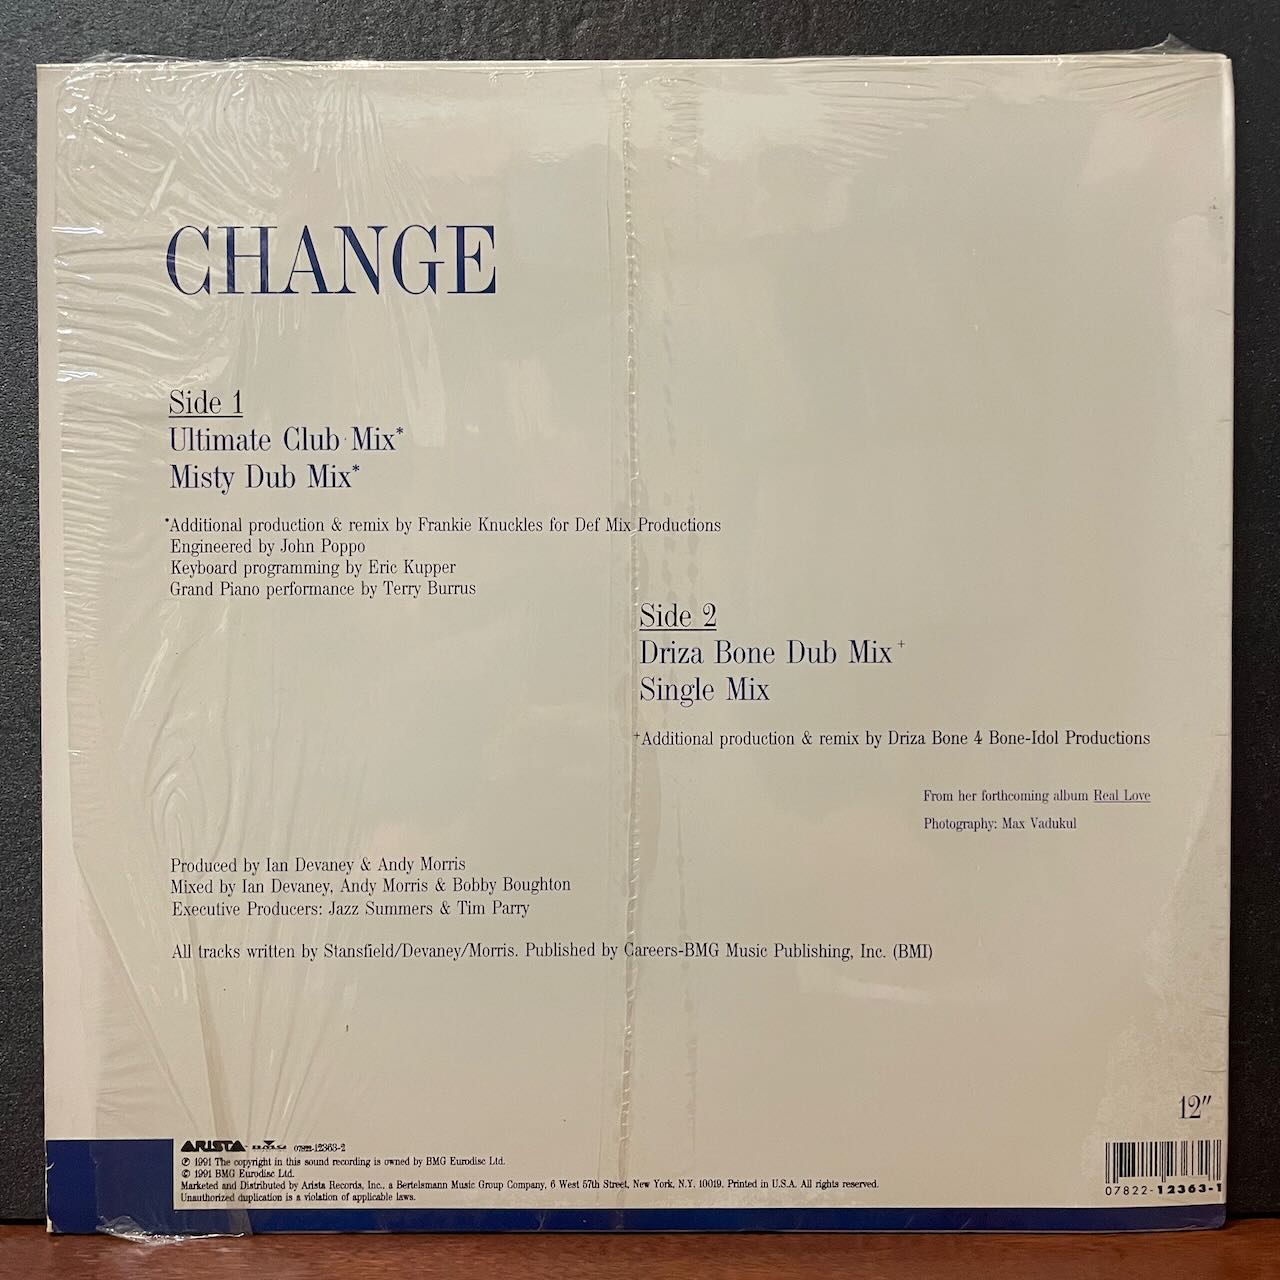 CHANGE
Side 1
Ultimate Club Mix*
Misty Dub Mix*
*Additional production & remix by Frankie Knuckles for Def Mix Productions
Engineered by John Poppo
Keyboard programming by Eric Kupper
Grand Piano performance by Terry Burrus
Side 2
Driza Bone Dub Mix+
Single Mix
+Additional production & remix by Driza Bone 4 Bone-Idol Productions
From her forthcoming album Real Love
Photography: Max Vadukul
Produced by Ian Devaney & Andy Morris
Mixed by Ian Devaney, Andy Morris & Bobby Boughton
Executive Producers: Jazz Summers & Tim Parry
All tracks written by Stansfield/Devaney/Morris. Published by Careers-BMG Music Publishing, Inc. (BMI)
12″
ARISTA BMG 07822-12363-2
℗ 1991 The copyright in this sound recording is owned by BMG Eurodisc Ltd.
© 1991 BMG Eurodisc Ltd.
Marketed and Distributed by Arista Records, Inc., a Bertelsmann Music Group Company, 6 West 57th Street, New York, N.Y. 10019. Printed in U.S.A. All rights reserved.
Unauthorized duplication is a violation of applicable laws.
07822-12363-1